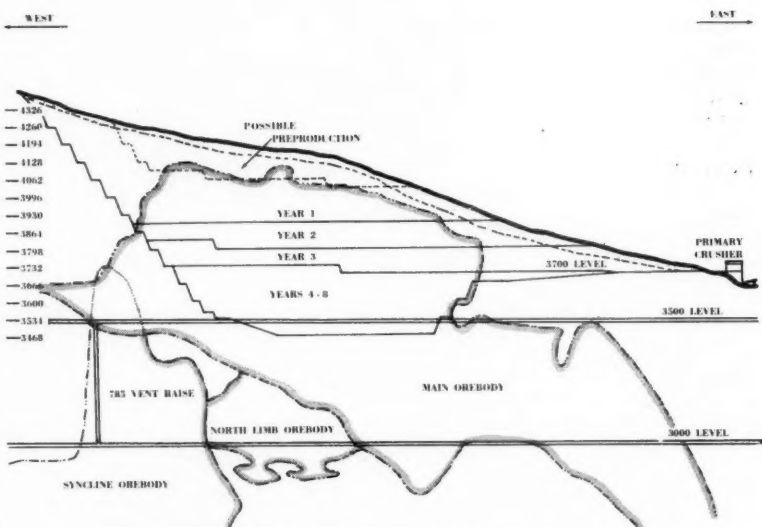 WEST
EAST
4326
4260
4194
4128
4062
3996
3930
3864
3798
3732
3666
3600
3534
3468
POSSIBLE
PREPRODUCTION
YEAR 1
YEAR 2
YEAR 3
3700 LEVEL
PRIMARY
CRUSHER
YEARS 4-8
3500 LEVEL
785 VENT RAISE
MAIN OREBODY
NORTH LIMB OREBODY
3000 LEVEL
SYNCLINE OREBODY